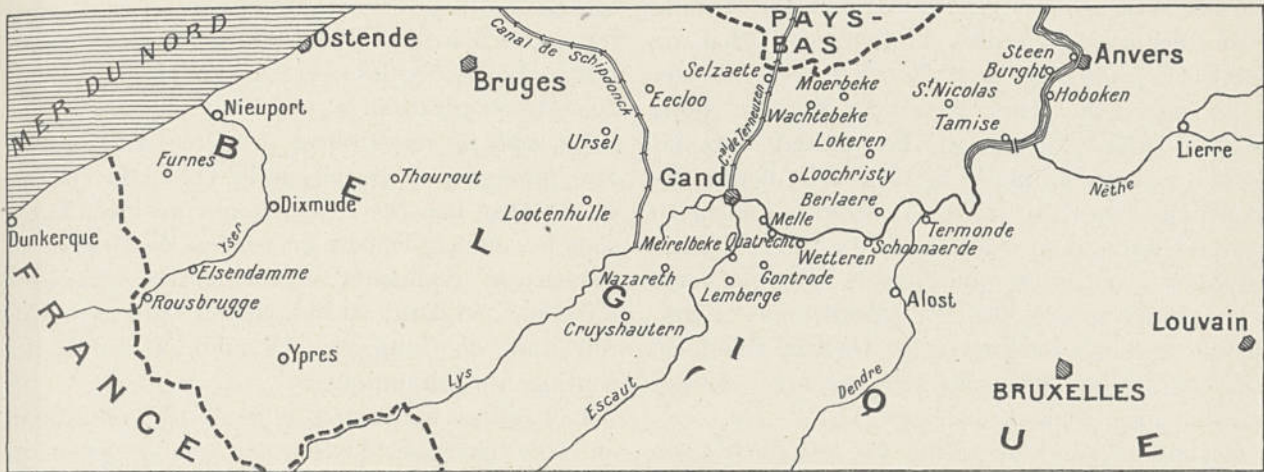 MER DU NORD
Ostende
Canal de Schipdonck
PAYS-
BAS
Bruges
Selzaete
Moerbeke
Steen
Burght
Anvers
Eecloo
Wachtebeke
St. Nicolas
Hoboken
Nieuport
Cal de Terneuzen
Tamise
Ursel
Lokeren
Lierre
Furnes
Thourout
Gand
Loochristy
Nèthe
Dixmude
Lootenhulle
Berlaere
Dunkerque
Yser
Melle
Termonde
Meirelbeke
Quatrecht
Wetteren
Schoonaerde
Elsendamme
Nazareth
Gontrode
Rousbrugge
Lemberge
Alost
Cruyshautern
Louvain
Ypres
Lys
Escaut
Dendre
BRUXELLES
BELGIQUE
FRANCE